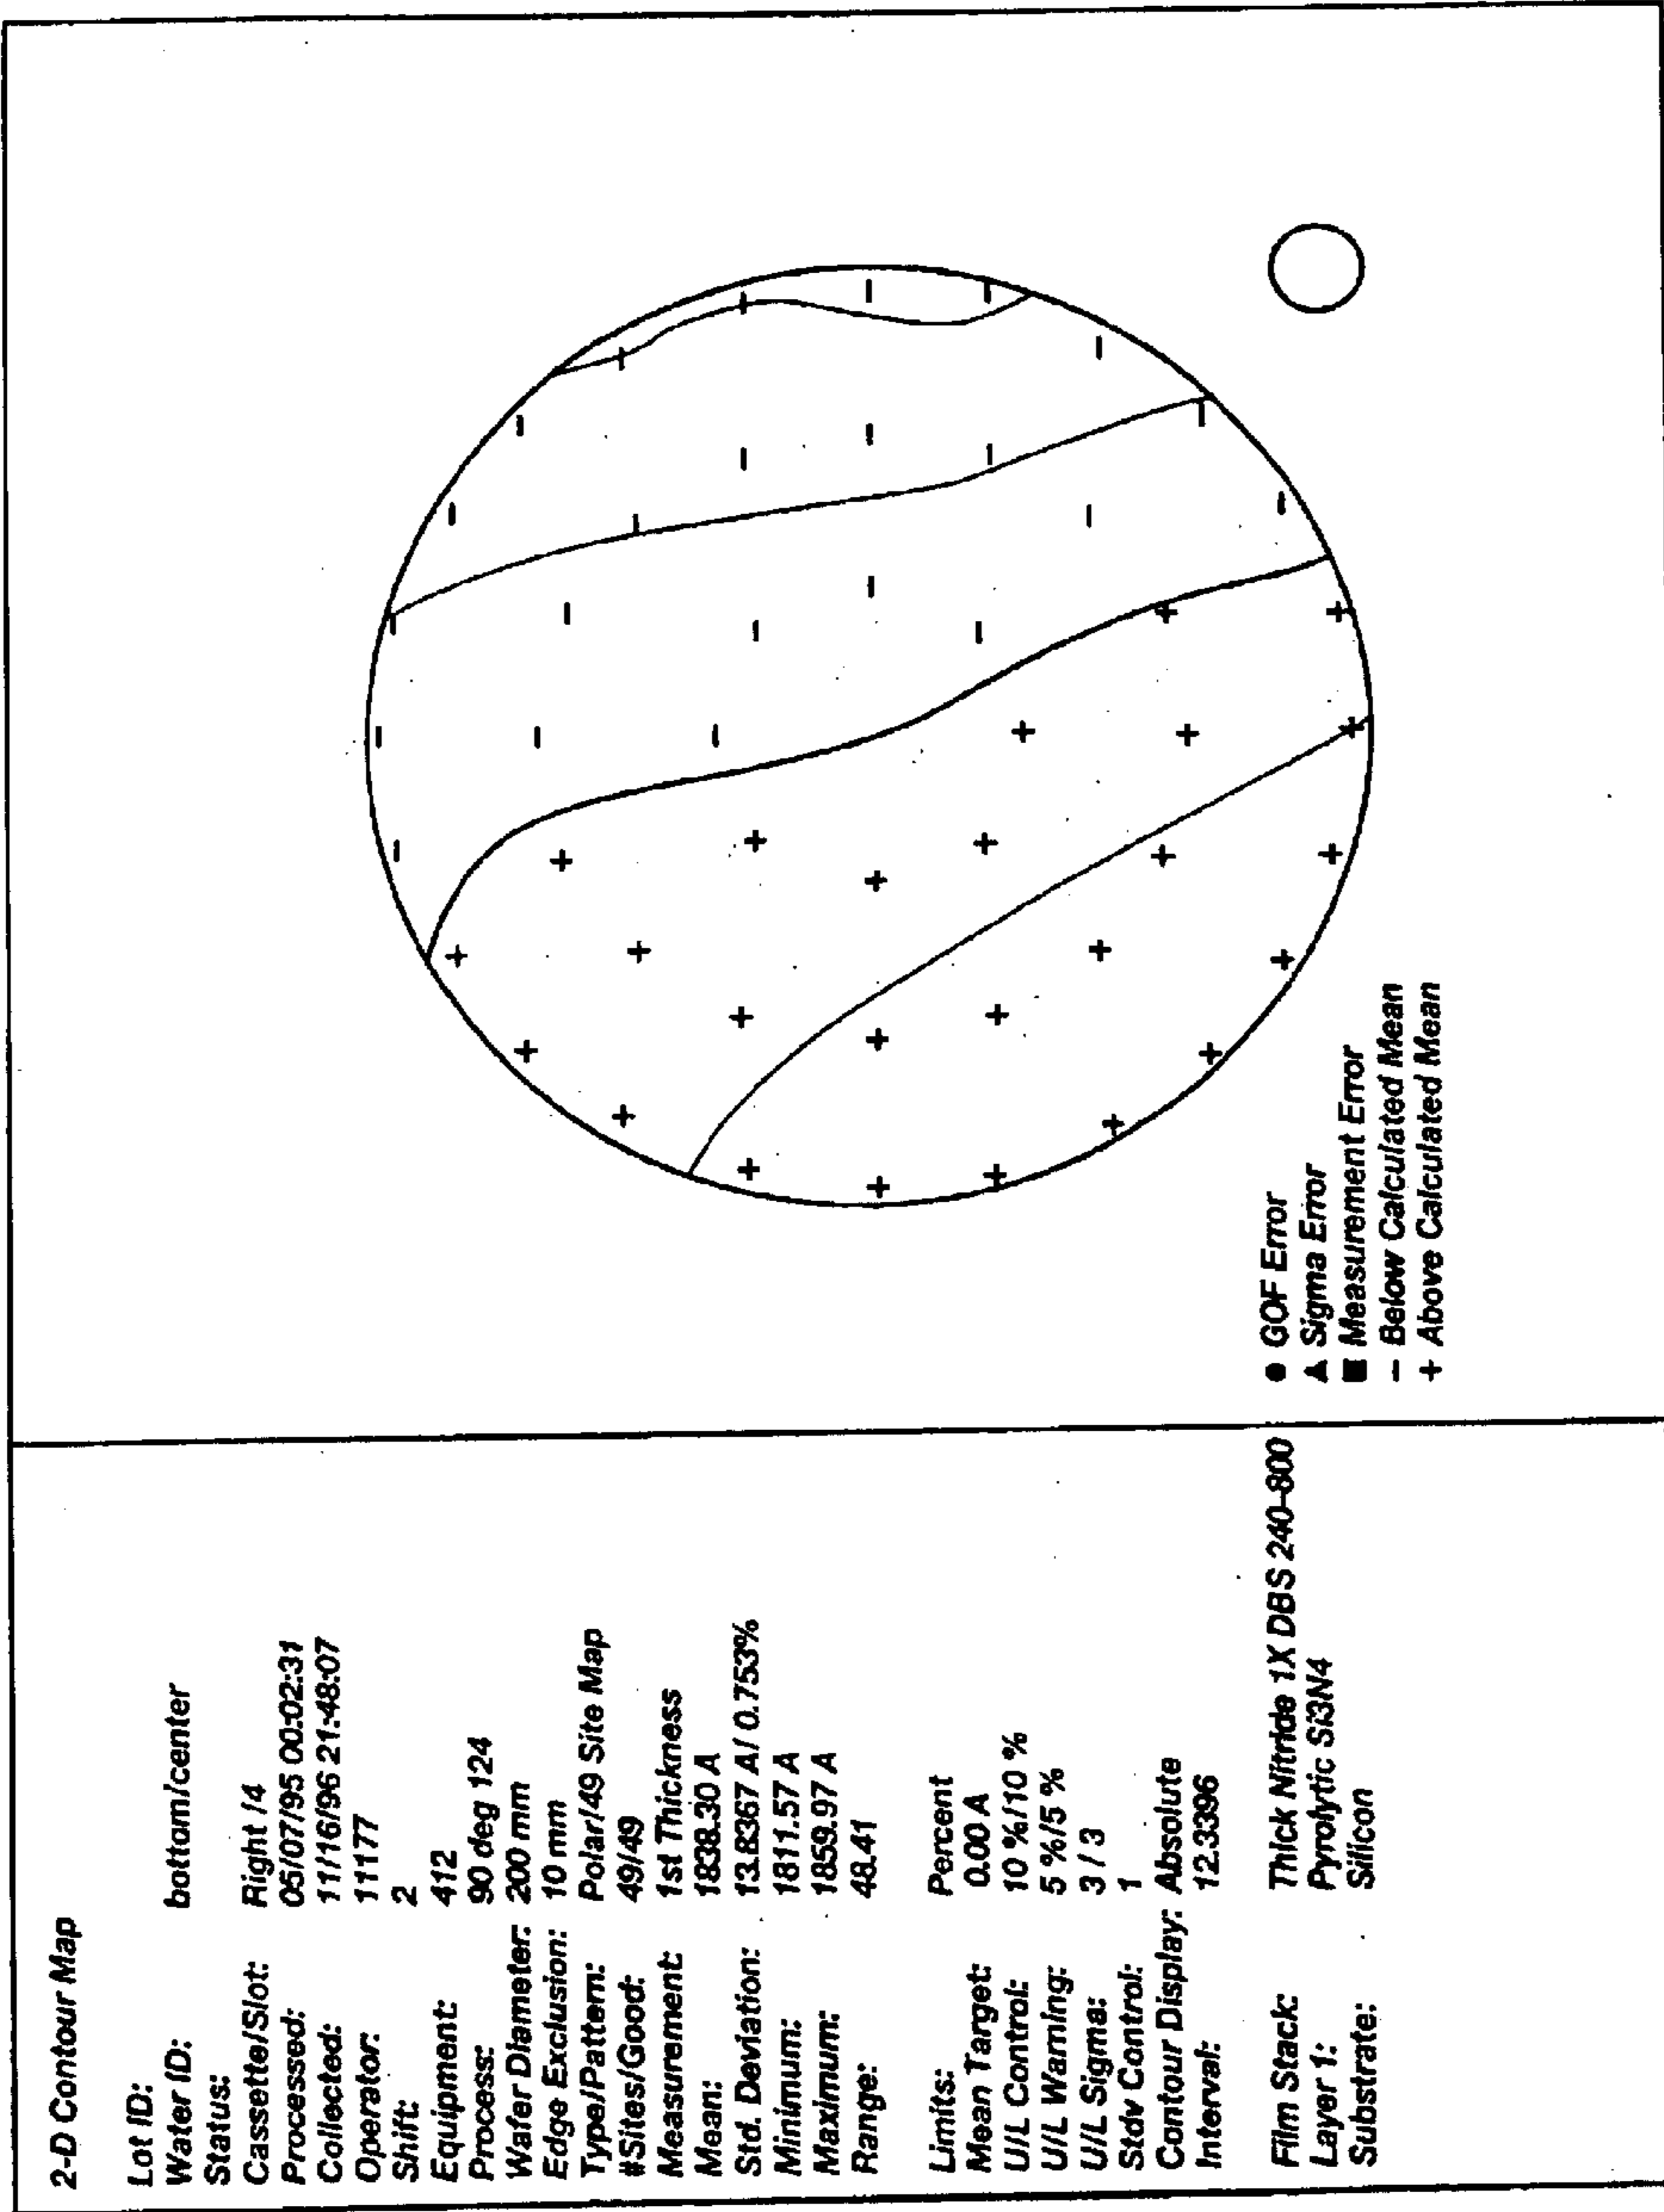 2-D Contour Map
Lot ID:
Water ID: bottom/center
Status:
Cassette/Slot: Right /4
Processed: 05/07/95 00:02:31
Collected: 11/16/96 21:48:07
Operator: 11177
Shift: 2
Equipment: 412
Process: 90 deg 124
Wafer Diameter: 200 mm
Edge Exclusion: 10 mm
Type/Pattern: Polar/49 Site Map
#Sites/Good: 49/49
Measurement: 1st Thickness
Mean: 1838.30 A
Std. Deviation: 13.8367 A/ 0.753%
Minimum: 1811.57 A
Maximum: 1859.97 A
Range: 48.41
Limits: Percent
Mean Target: 0.00 A
U/L Control: 10 %/10 %
U/L Warning: 5 %/5 %
U/L Sigma: 3 / 3
Stdv Control: 1
Contour Display: Absolute
Interval: 12.3396
Film Stack: Thick Nitride 1X DBS 240-800
Layer 1: Pyrolytic Si3N4
Substrate: Silicon
● GOF Error
▲ Sigma Error
■ Measurement Error
− Below Calculated Mean
+ Above Calculated Mean